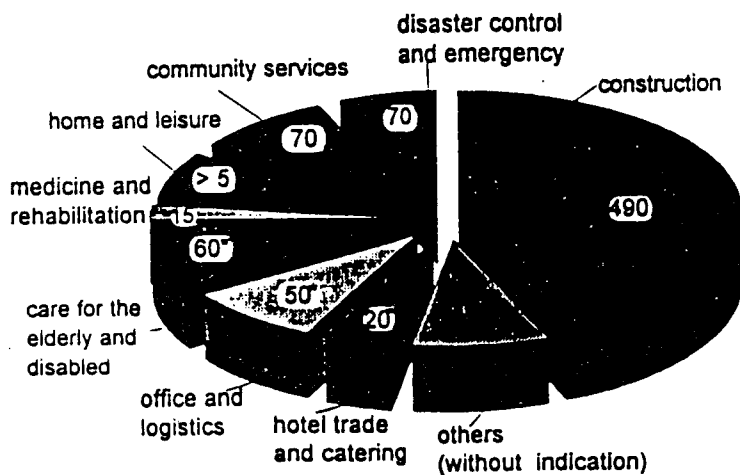 disaster control
and emergency
community services
construction
home and leisure
70
70
> 5
medicine and
rehabilitation
15
490
60*
50*
20
care for the
elderly and
disabled
office and
logistics
hotel trade
and catering
others
(without indication)